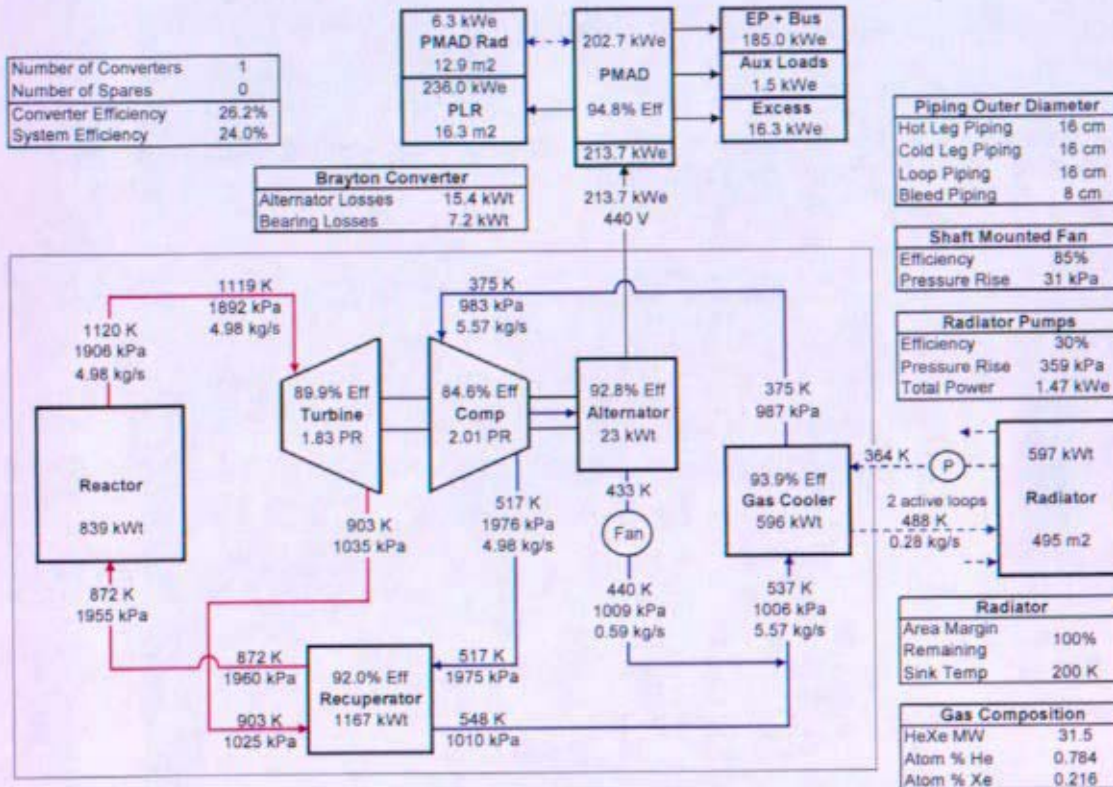 Number of Converters 1
Number of Spares 0
Converter Efficiency 26.2%
System Efficiency 24.0%
6.3 kWe
PMAD Rad
12.9 m2
236.0 kWe
PLR
16.3 m2
202.7 kWe
PMAD
94.8% Eff
213.7 kWe
EP + Bus
185.0 kWe
Aux Loads
1.5 kWe
Excess
16.3 kWe
Brayton Converter
Alternator Losses 15.4 kWt
Bearing Losses 7.2 kWt
213.7 kWe
440 V
Piping Outer Diameter
Hot Leg Piping 16 cm
Cold Leg Piping 16 cm
Loop Piping 16 cm
Bleed Piping 8 cm
Shaft Mounted Fan
Efficiency 85%
Pressure Rise 31 kPa
Radiator Pumps
Efficiency 30%
Pressure Rise 359 kPa
Total Power 1.47 kWe
1120 K
1906 kPa
4.98 kg/s
1119 K
1892 kPa
4.98 kg/s
375 K
983 kPa
5.57 kg/s
Reactor
839 kWt
89.9% Eff
Turbine
1.83 PR
84.6% Eff
Comp
2.01 PR
92.8% Eff
Alternator
23 kWt
375 K
987 kPa
93.9% Eff
Gas Cooler
596 kWt
364 K
P
2 active loops
488 K
0.28 kg/s
597 kWt
Radiator
495 m2
903 K
1035 kPa
517 K
1976 kPa
4.98 kg/s
433 K
Fan
440 K
1009 kPa
0.59 kg/s
537 K
1006 kPa
5.57 kg/s
872 K
1955 kPa
872 K
1960 kPa
92.0% Eff
Recuperator
1167 kWt
517 K
1975 kPa
903 K
1025 kPa
548 K
1010 kPa
Radiator
Area Margin
Remaining 100%
Sink Temp 200 K
Gas Composition
HeXe MW 31.5
Atom % He 0.784
Atom % Xe 0.216